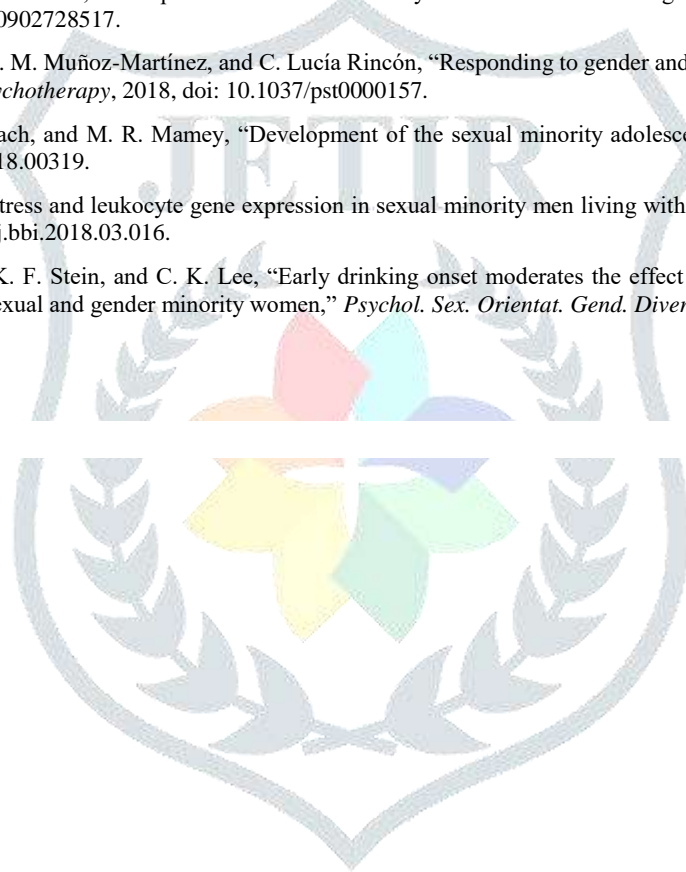 0902728517.
. M. Muñoz-Martínez, and C. Lucía Rincón, “Responding to gender and
ychotherapy, 2018, doi: 10.1037/pst0000157.
ach, and M. R. Mamey, “Development of the sexual minority adolesce
18.00319.
tress and leukocyte gene expression in sexual minority men living with
j.bbi.2018.03.016.
K. F. Stein, and C. K. Lee, “Early drinking onset moderates the effect
exual and gender minority women,” Psychol. Sex. Orientat. Gend. Diver
JETIR